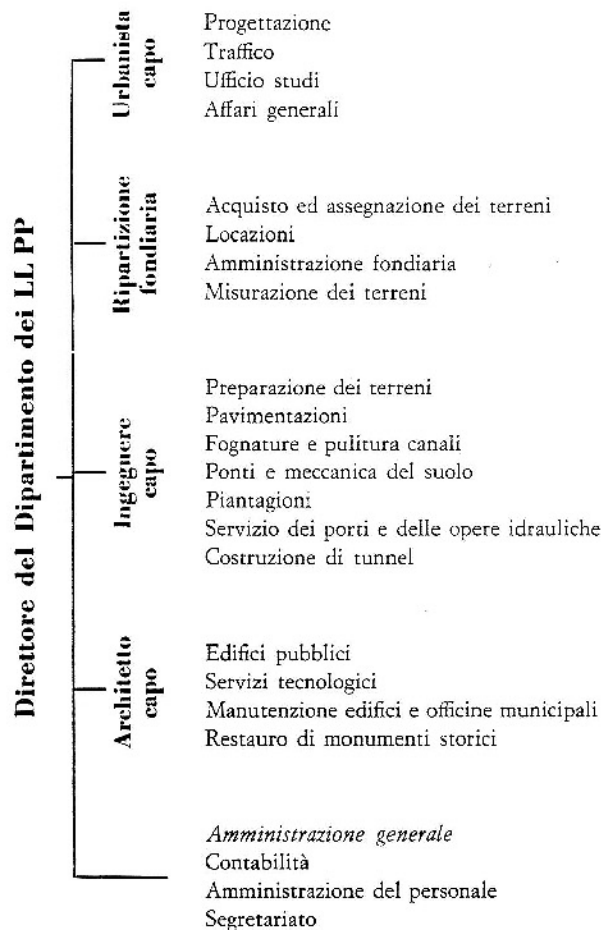 Direttore del Dipartimento dei LL PP
Urbanista
capo
Progettazione
Traffico
Ufficio studi
Affari generali
Ripartizione
fondiaria
Acquisto ed assegnazione dei terreni
Locazioni
Amministrazione fondiaria
Misurazione dei terreni
Ingegnere
capo
Preparazione dei terreni
Pavimentazioni
Fognature e pulitura canali
Ponti e meccanica del suolo
Piantagioni
Servizio dei porti e delle opere idrauliche
Costruzione di tunnel
Architetto
capo
Edifici pubblici
Servizi tecnologici
Manutenzione edifici e officine municipali
Restauro di monumenti storici
Amministrazione generale
Contabilità
Amministrazione del personale
Segretariato